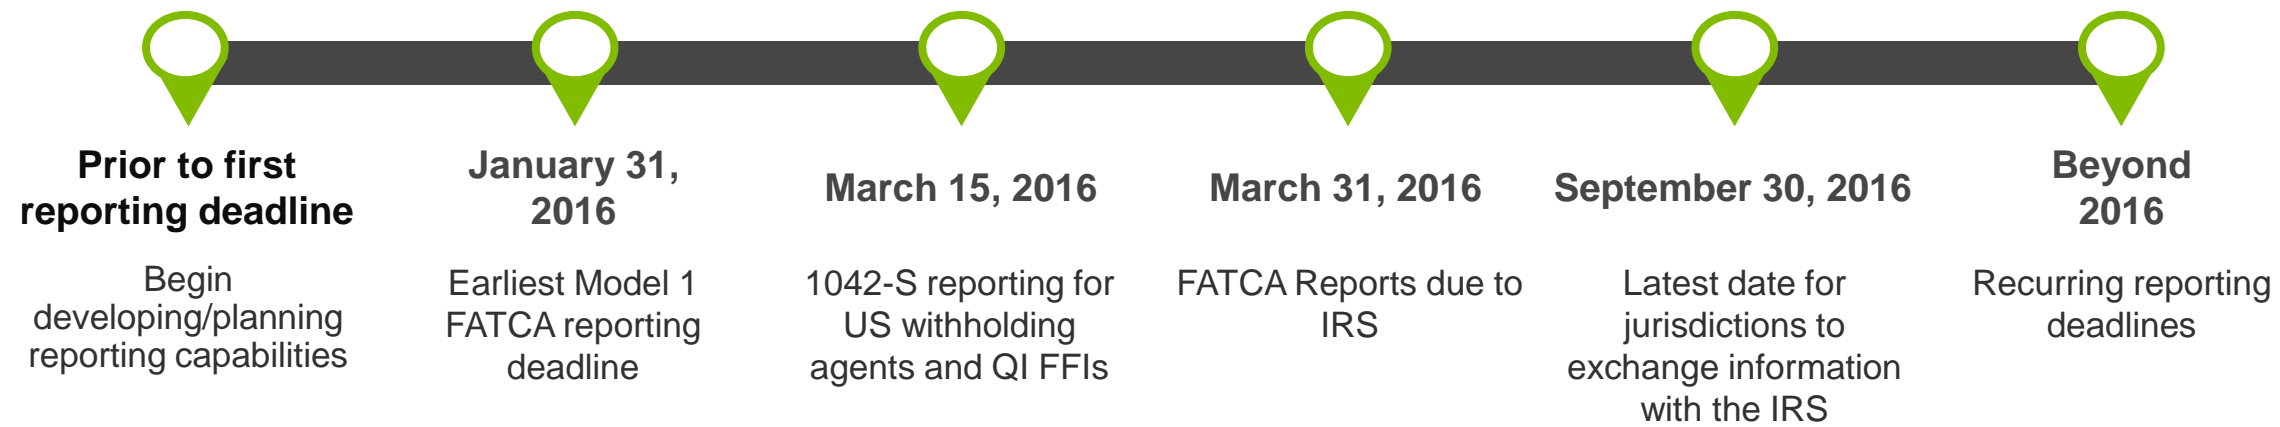 Prior to first
reporting deadline
Begin
developing/planning
reporting capabilities
January 31,
2016
Earliest Model 1
FATCA reporting
deadline
March 15, 2016
1042-S reporting for
US withholding
agents and QI FFIs
March 31, 2016
FATCA Reports due to
IRS
September 30, 2016
Latest date for
jurisdictions to
exchange information
with the IRS
Beyond
2016
Recurring reporting
deadlines